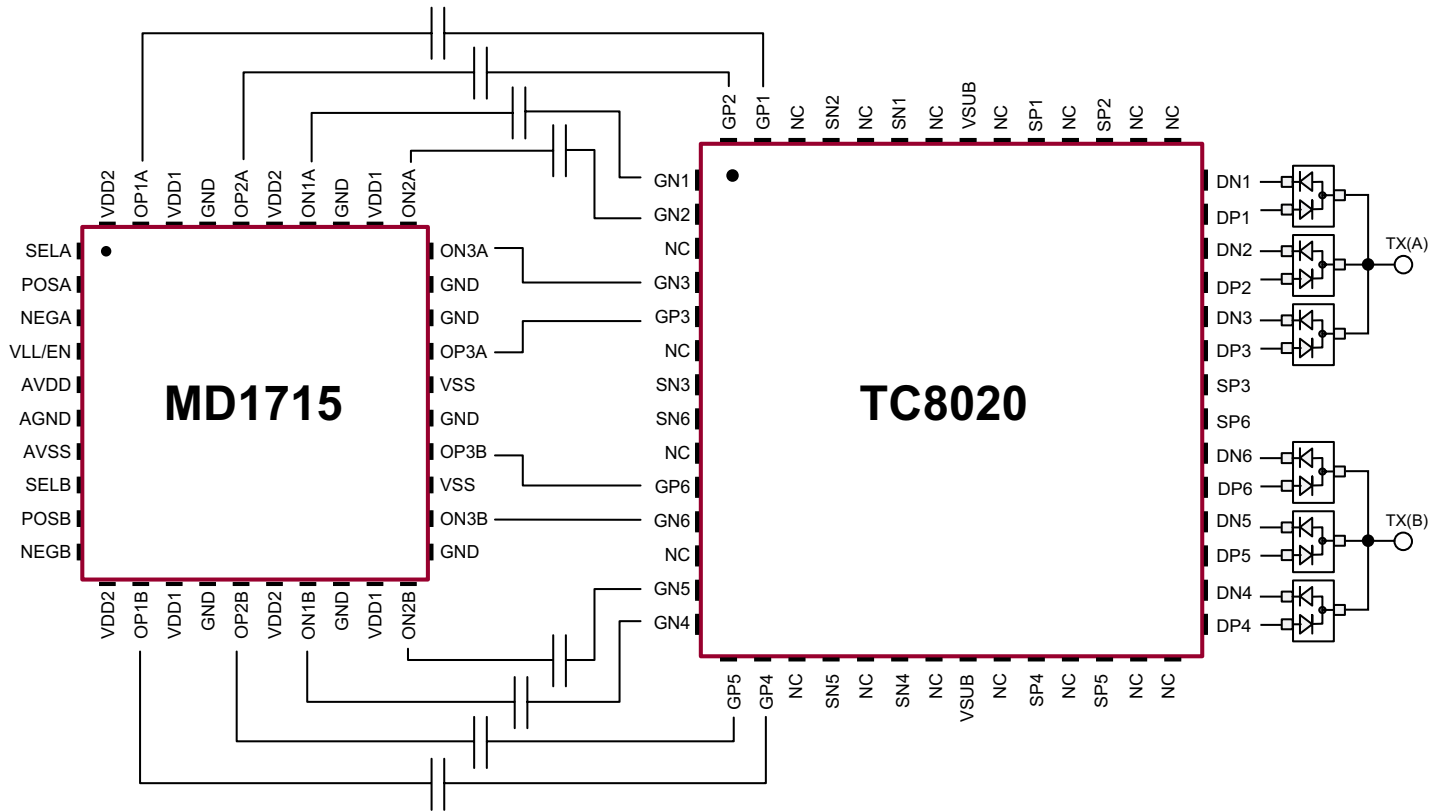 GP2
GP1
NC
SN2
NC
SN1
NC
VSUB
NC
SP1
NC
SP2
NC
NC
VDD2
OP1A
VDD1
GND
OP2A
VDD2
ON1A
GND
VDD1
ON2A
SELA
POSA
NEGA
VLL/EN
AVDD
AGND
AVSS
SELB
POSB
NEGB
MD1715
ON3A
GND
GND
OP3A
VSS
GND
OP3B
VSS
ON3B
GND
VDD2
OP1B
VDD1
GND
OP2B
VDD2
ON1B
GND
VDD1
ON2B
GN1
GN2
NC
GN3
GP3
NC
SN3
SN6
NC
GP6
GN6
NC
GN5
GN4
TC8020
DN1
DP1
DN2
DP2
DN3
DP3
SP3
SP6
DN6
DP6
DN5
DP5
DN4
DP4
TX(A)
TX(B)
GP5
GP4
NC
SN5
NC
SN4
NC
VSUB
NC
SP4
NC
SP5
NC
NC